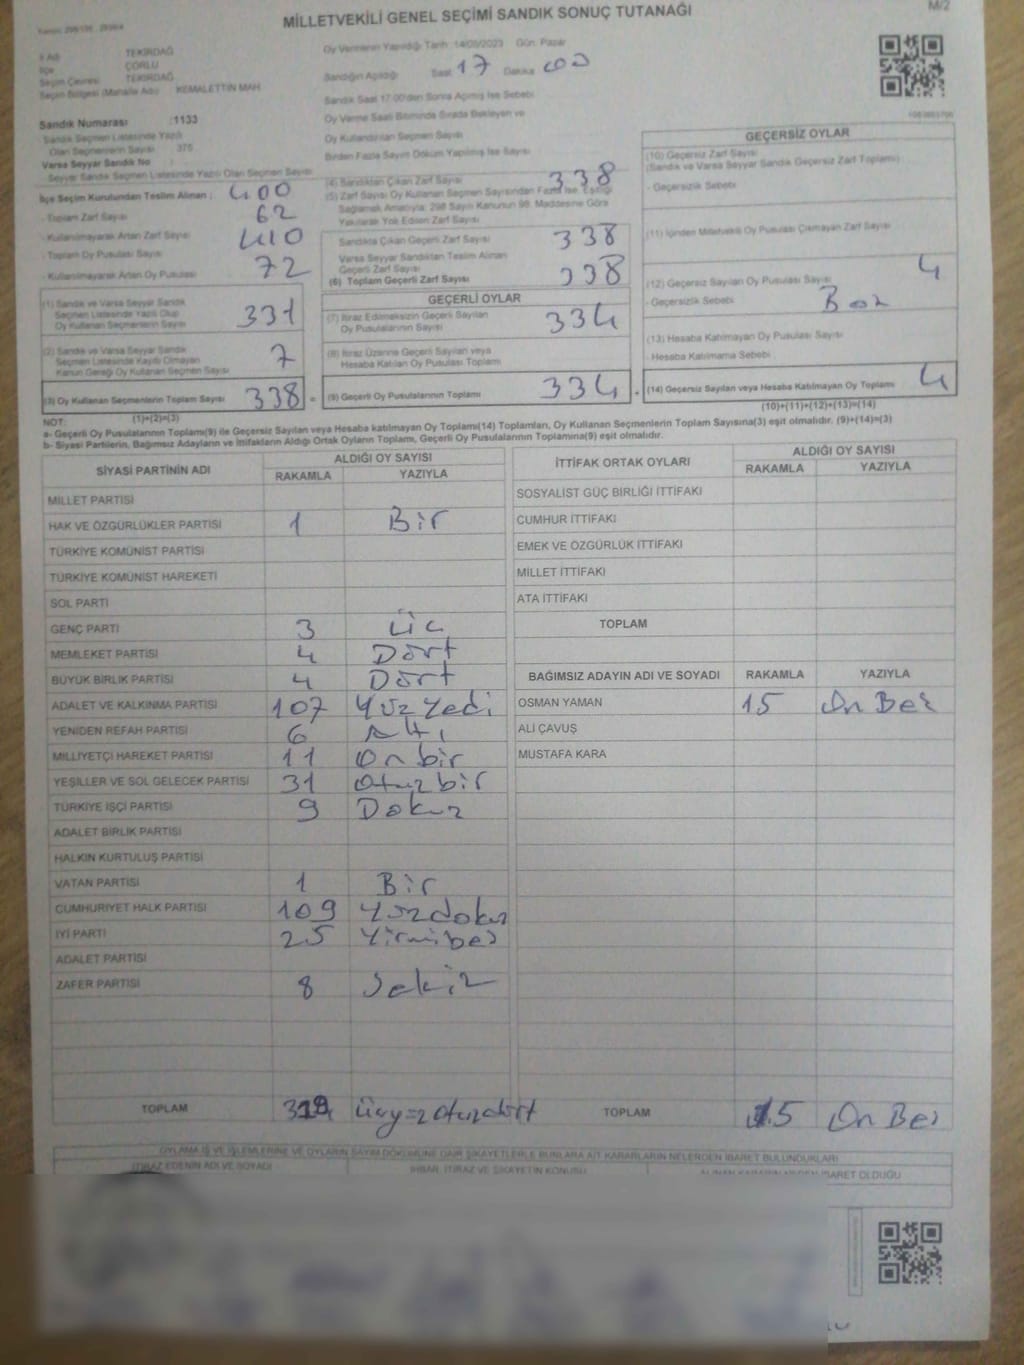 MİLLETVEKİLİ GENEL SEÇİMİ SANDIK SONUÇ TUTANAĞI
M/2
İl Adı TEKİRDAĞ
İlçe ÇORLU
Seçim Çevresi TEKİRDAĞ
Seçim Bölgesi (Mahalle Adı) KEMALETTİN MAH.
Sandık Numarası :1133
Sandık Seçmen Listesinde Yazılı
Olan Seçmenlerin Sayısı 375
Varsa Seyyar Sandık No :
Seyyar Sandık Seçmen Listesinde Yazılı Olan Seçmen Sayısı
Oy Vermenin Yapıldığı Tarih: 14/05/2023 Gün: Pazar
Sandığın Açıldığı Saat 17 Dakika 00
Sandık Saat 17.00'den Sonra Açılmış İse Sebebi
Oy Verme Saati Bitiminde Sırada Bekleyen ve
Oy Kullandırılan Seçmen Sayısı
Birden Fazla Sayım Döküm Yapılmış İse Sayısı
İlçe Seçim Kurulundan Teslim Alınan ;
- Toplam Zarf Sayısı 400
- Kullanılmayarak Artan Zarf Sayısı 62
- Toplam Oy Pusulası Sayısı 410
- Kullanılmayarak Artan Oy Pusulası 72
(1) Sandık ve Varsa Seyyar Sandık
Seçmen Listesinde Yazılı Olup
Oy Kullanan Seçmenlerin Sayısı 331
(2) Sandık ve Varsa Seyyar Sandık
Seçmen Listesinde Kaydı Olmayan
Kanun Gereği Oy Kullanan Seçmen Sayısı 7
(3) Oy Kullanan Seçmenlerin Toplam Sayısı 338
(1)+(2)=(3)
(4) Sandıktan Çıkan Zarf Sayısı 338
(5) Zarf Sayısı Oy Kullanan Seçmen Sayısından Fazla İse, Eşitliği
Sağlamak Amacıyla, 298 Sayılı Kanunun 98. Maddesine Göre
Yakılarak Yok Edilen Zarf Sayısı
Sandıkta Çıkan Geçerli Zarf Sayısı 338
Varsa Seyyar Sandıktan Teslim Alınan
Geçerli Zarf Sayısı
(6) Toplam Geçerli Zarf Sayısı 338
GEÇERLİ OYLAR
(7) İtiraz Edilmeksizin Geçerli Sayılan
Oy Pusulalarının Sayısı 334
(8) İtiraz Üzerine Geçerli Sayılan veya
Hesaba Katılan Oy Pusulası Toplamı
= (9) Geçerli Oy Pusulalarının Toplamı 334
GEÇERSİZ OYLAR
(10) Geçersiz Zarf Sayısı
(Sandık ve Varsa Seyyar Sandık Geçersiz Zarf Toplamı)
- Geçersizlik Sebebi
(11) İçinden Milletvekili Oy Pusulası Çıkmayan Zarf Sayısı
(12) Geçersiz Sayılan Oy Pusulası Sayısı 4
- Geçersizlik Sebebi
(13) Hesaba Katılmayan Oy Pusulası Sayısı
- Hesaba Katılmama Sebebi
+ (14) Geçersiz Sayılan veya Hesaba Katılmayan Oy Toplamı 4
(10)+(11)+(12)+(13)=(14)
NOT:
a- Geçerli Oy Pusulalarının Toplamı(9) ile Geçersiz Sayılan veya Hesaba katılmayan Oy Toplamı(14) Toplamları, Oy Kullanan Seçmenlerin Toplam Sayısına(3) eşit olmalıdır. (9)+(14)=(3)
b- Siyasi Partilerin, Bağımsız Adayların ve İttifakların Aldığı Ortak Oyların Toplamı, Geçerli Oy Pusulalarının Toplamına(9) eşit olmalıdır.
SİYASİ PARTİNİN ADI ALDIĞI OY SAYISI
RAKAMLA YAZIYLA
MİLLET PARTİSİ
HAK VE ÖZGÜRLÜKLER PARTİSİ 1 Bir
TÜRKİYE KOMÜNİST PARTİSİ
TÜRKİYE KOMÜNİST HAREKETİ
SOL PARTİ
GENÇ PARTİ 3 Üç
MEMLEKET PARTİSİ 4 Dört
BÜYÜK BİRLİK PARTİSİ 4 Dört
ADALET VE KALKINMA PARTİSİ 107 Yüz Yedi
YENİDEN REFAH PARTİSİ 6 Altı
MİLLİYETÇİ HAREKET PARTİSİ 11 On bir
YEŞİLLER VE SOL GELECEK PARTİSİ 31 Otuz bir
TÜRKİYE İŞÇİ PARTİSİ 9 Dokuz
ADALET BİRLİK PARTİSİ
HALKIN KURTULUŞ PARTİSİ
VATAN PARTİSİ 1 Bir
CUMHURİYET HALK PARTİSİ 109 Yüzdokuz
İYİ PARTİ 25 Yirmibeş
ADALET PARTİSİ
ZAFER PARTİSİ 8 Sekiz
TOPLAM 319 Üçyüz Otuzdört
İTTİFAK ORTAK OYLARI ALDIĞI OY SAYISI
RAKAMLA YAZIYLA
SOSYALİST GÜÇ BİRLİĞİ İTTİFAKI
CUMHUR İTTİFAKI
EMEK VE ÖZGÜRLÜK İTTİFAKI
MİLLET İTTİFAKI
ATA İTTİFAKI
TOPLAM
BAĞIMSIZ ADAYIN ADI VE SOYADI RAKAMLA YAZIYLA
OSMAN YAMAN 15 On Beş
ALİ ÇAVUŞ
MUSTAFA KARA
TOPLAM 15 On Beş
OYLAMA İŞ VE İŞLEMLERİNE VE OYLARIN SAYIM DÖKÜMÜNE DAİR ŞİKAYETLERLE BUNLARA AİT KARARLARIN NELERDEN İBARET BULUNDUKLARI
İTİRAZ EDENİN ADI VE SOYADI İHBAR, İTİRAZ VE ŞİKAYETİN KONUSU ALINAN KARARIN NEDEN İBARET OLDUĞU